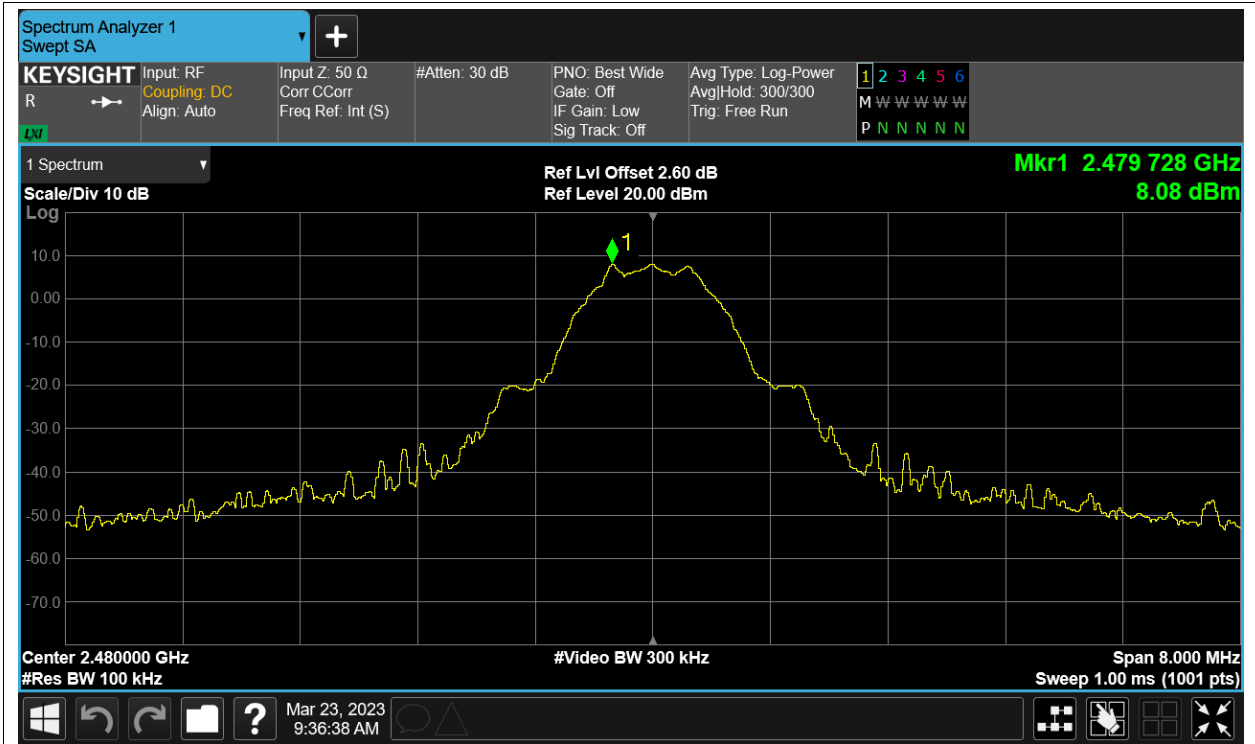 Spectrum Analyzer 1
Swept SA
KEYSIGHT
R
LXI
Input: RF
Coupling: DC
Align: Auto
Input Z: 50 Ω
Corr CCorr
Freq Ref: Int (S)
#Atten: 30 dB
PNO: Best Wide
Gate: Off
IF Gain: Low
Sig Track: Off
Avg Type: Log-Power
Avg|Hold: 300/300
Trig: Free Run
1 2 3 4 5 6
M W W W W W
P N N N N N
1 Spectrum
Scale/Div 10 dB
Log
Ref Lvl Offset 2.60 dB
Ref Level 20.00 dBm
Mkr1 2.479 728 GHz
8.08 dBm
1
10.0
0.00
-10.0
-20.0
-30.0
-40.0
-50.0
-60.0
-70.0
Center 2.480000 GHz
#Res BW 100 kHz
#Video BW 300 kHz
Span 8.000 MHz
Sweep 1.00 ms (1001 pts)
?
Mar 23, 2023
9:36:38 AM